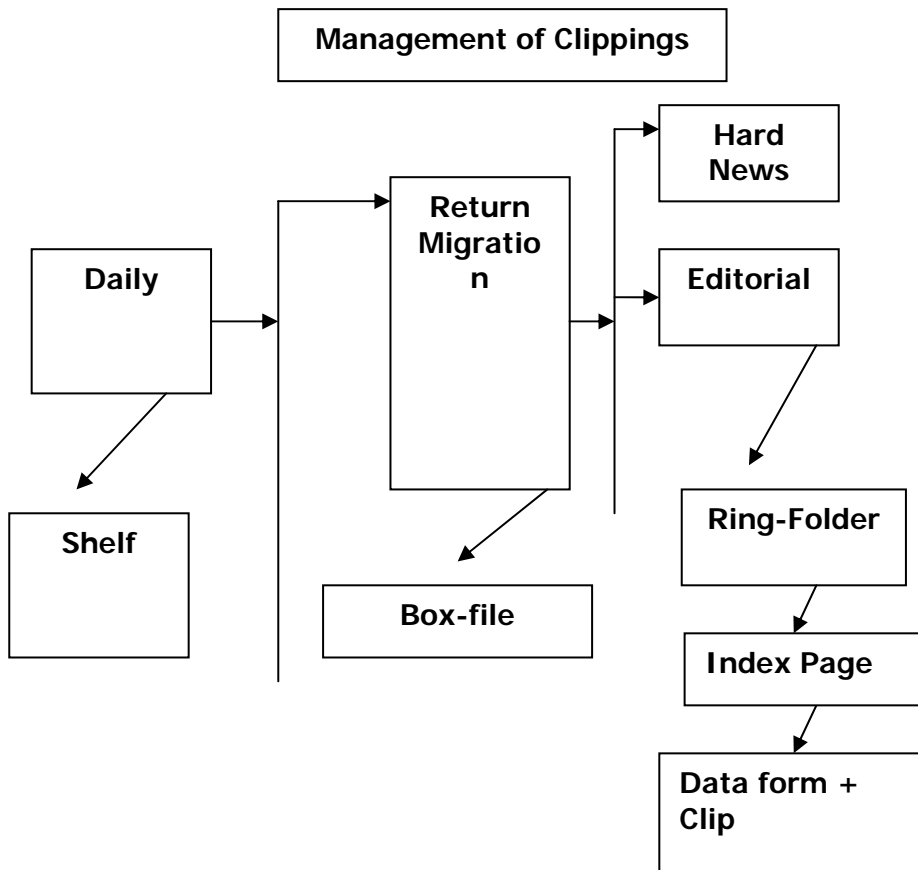 Management of Clippings
Hard
News
Return
Migratio
n
Daily
Editorial
Shelf
Ring-Folder
Box-file
Index Page
Data form +
Clip